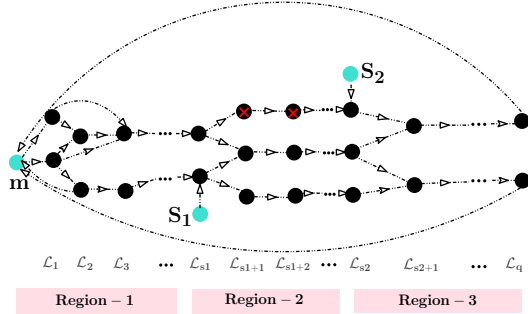 S₂
m
S₁
ℒ₁ ℒ₂ ℒ₃ ... ℒₛ₁ ℒₛ₁₊₁ ℒₛ₁₊₂ ... ℒₛ₂ ℒₛ₂₊₁ ... ℒ_q
Region − 1 Region − 2 Region − 3